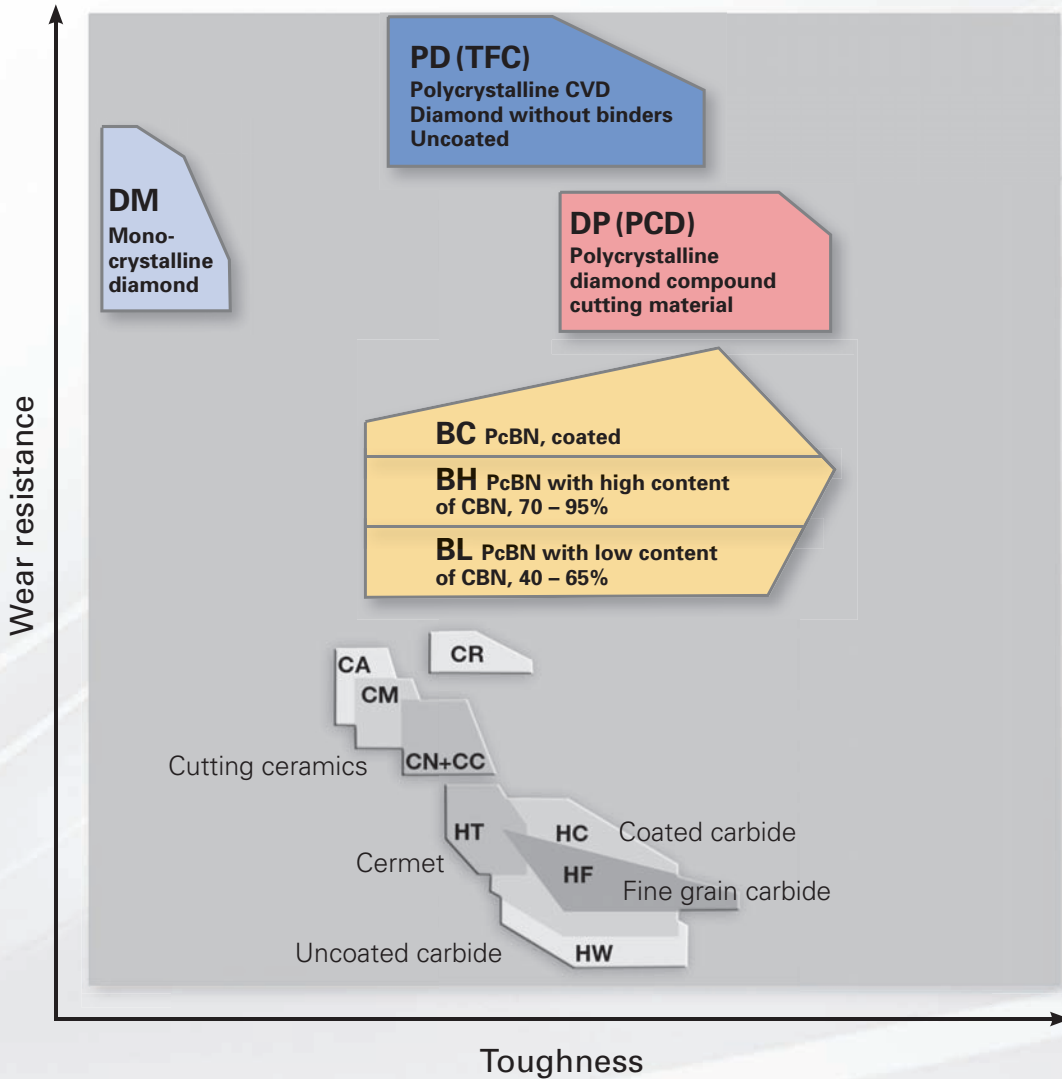 PD (TFC)
Polycrystalline CVD
Diamond without binders
Uncoated
DM
Mono-
crystalline
diamond
DP (PCD)
Polycrystalline
diamond compound
cutting material
BC PcBN, coated
BH PcBN with high content
of CBN, 70 – 95%
BL PcBN with low content
of CBN, 40 – 65%
Wear resistance
CR
CA
CM
CN+CC
Cutting ceramics
HT
HC
Coated carbide
Cermet
HF
Fine grain carbide
Uncoated carbide
HW
Toughness